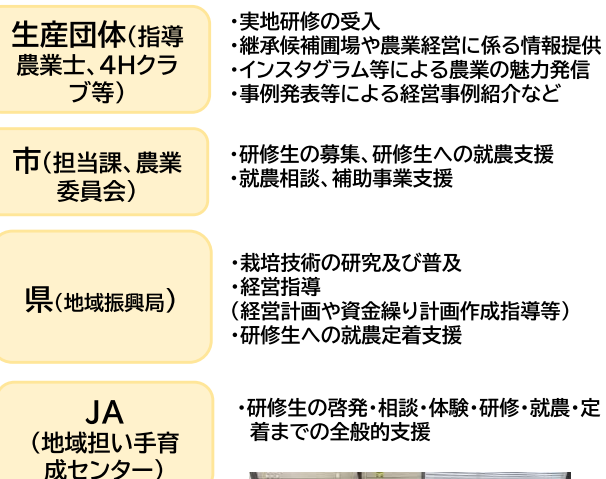 生産団体(指導
農業士、4Hクラ
ブ等)
・実地研修の受入
・継承候補圃場や農業経営に係る情報提供
・インスタグラム等による農業の魅力発信
・事例発表等による経営事例紹介など
市(担当課、農業
委員会)
・研修生の募集、研修生への就農支援
・就農相談、補助事業支援
県(地域振興局)
・栽培技術の研究及び普及
・経営指導
(経営計画や資金繰り計画作成指導等)
・研修生への就農定着支援
JA
(地域担い手育
成センター)
・研修生の啓発・相談・体験・研修・就農・定
着までの全般的支援